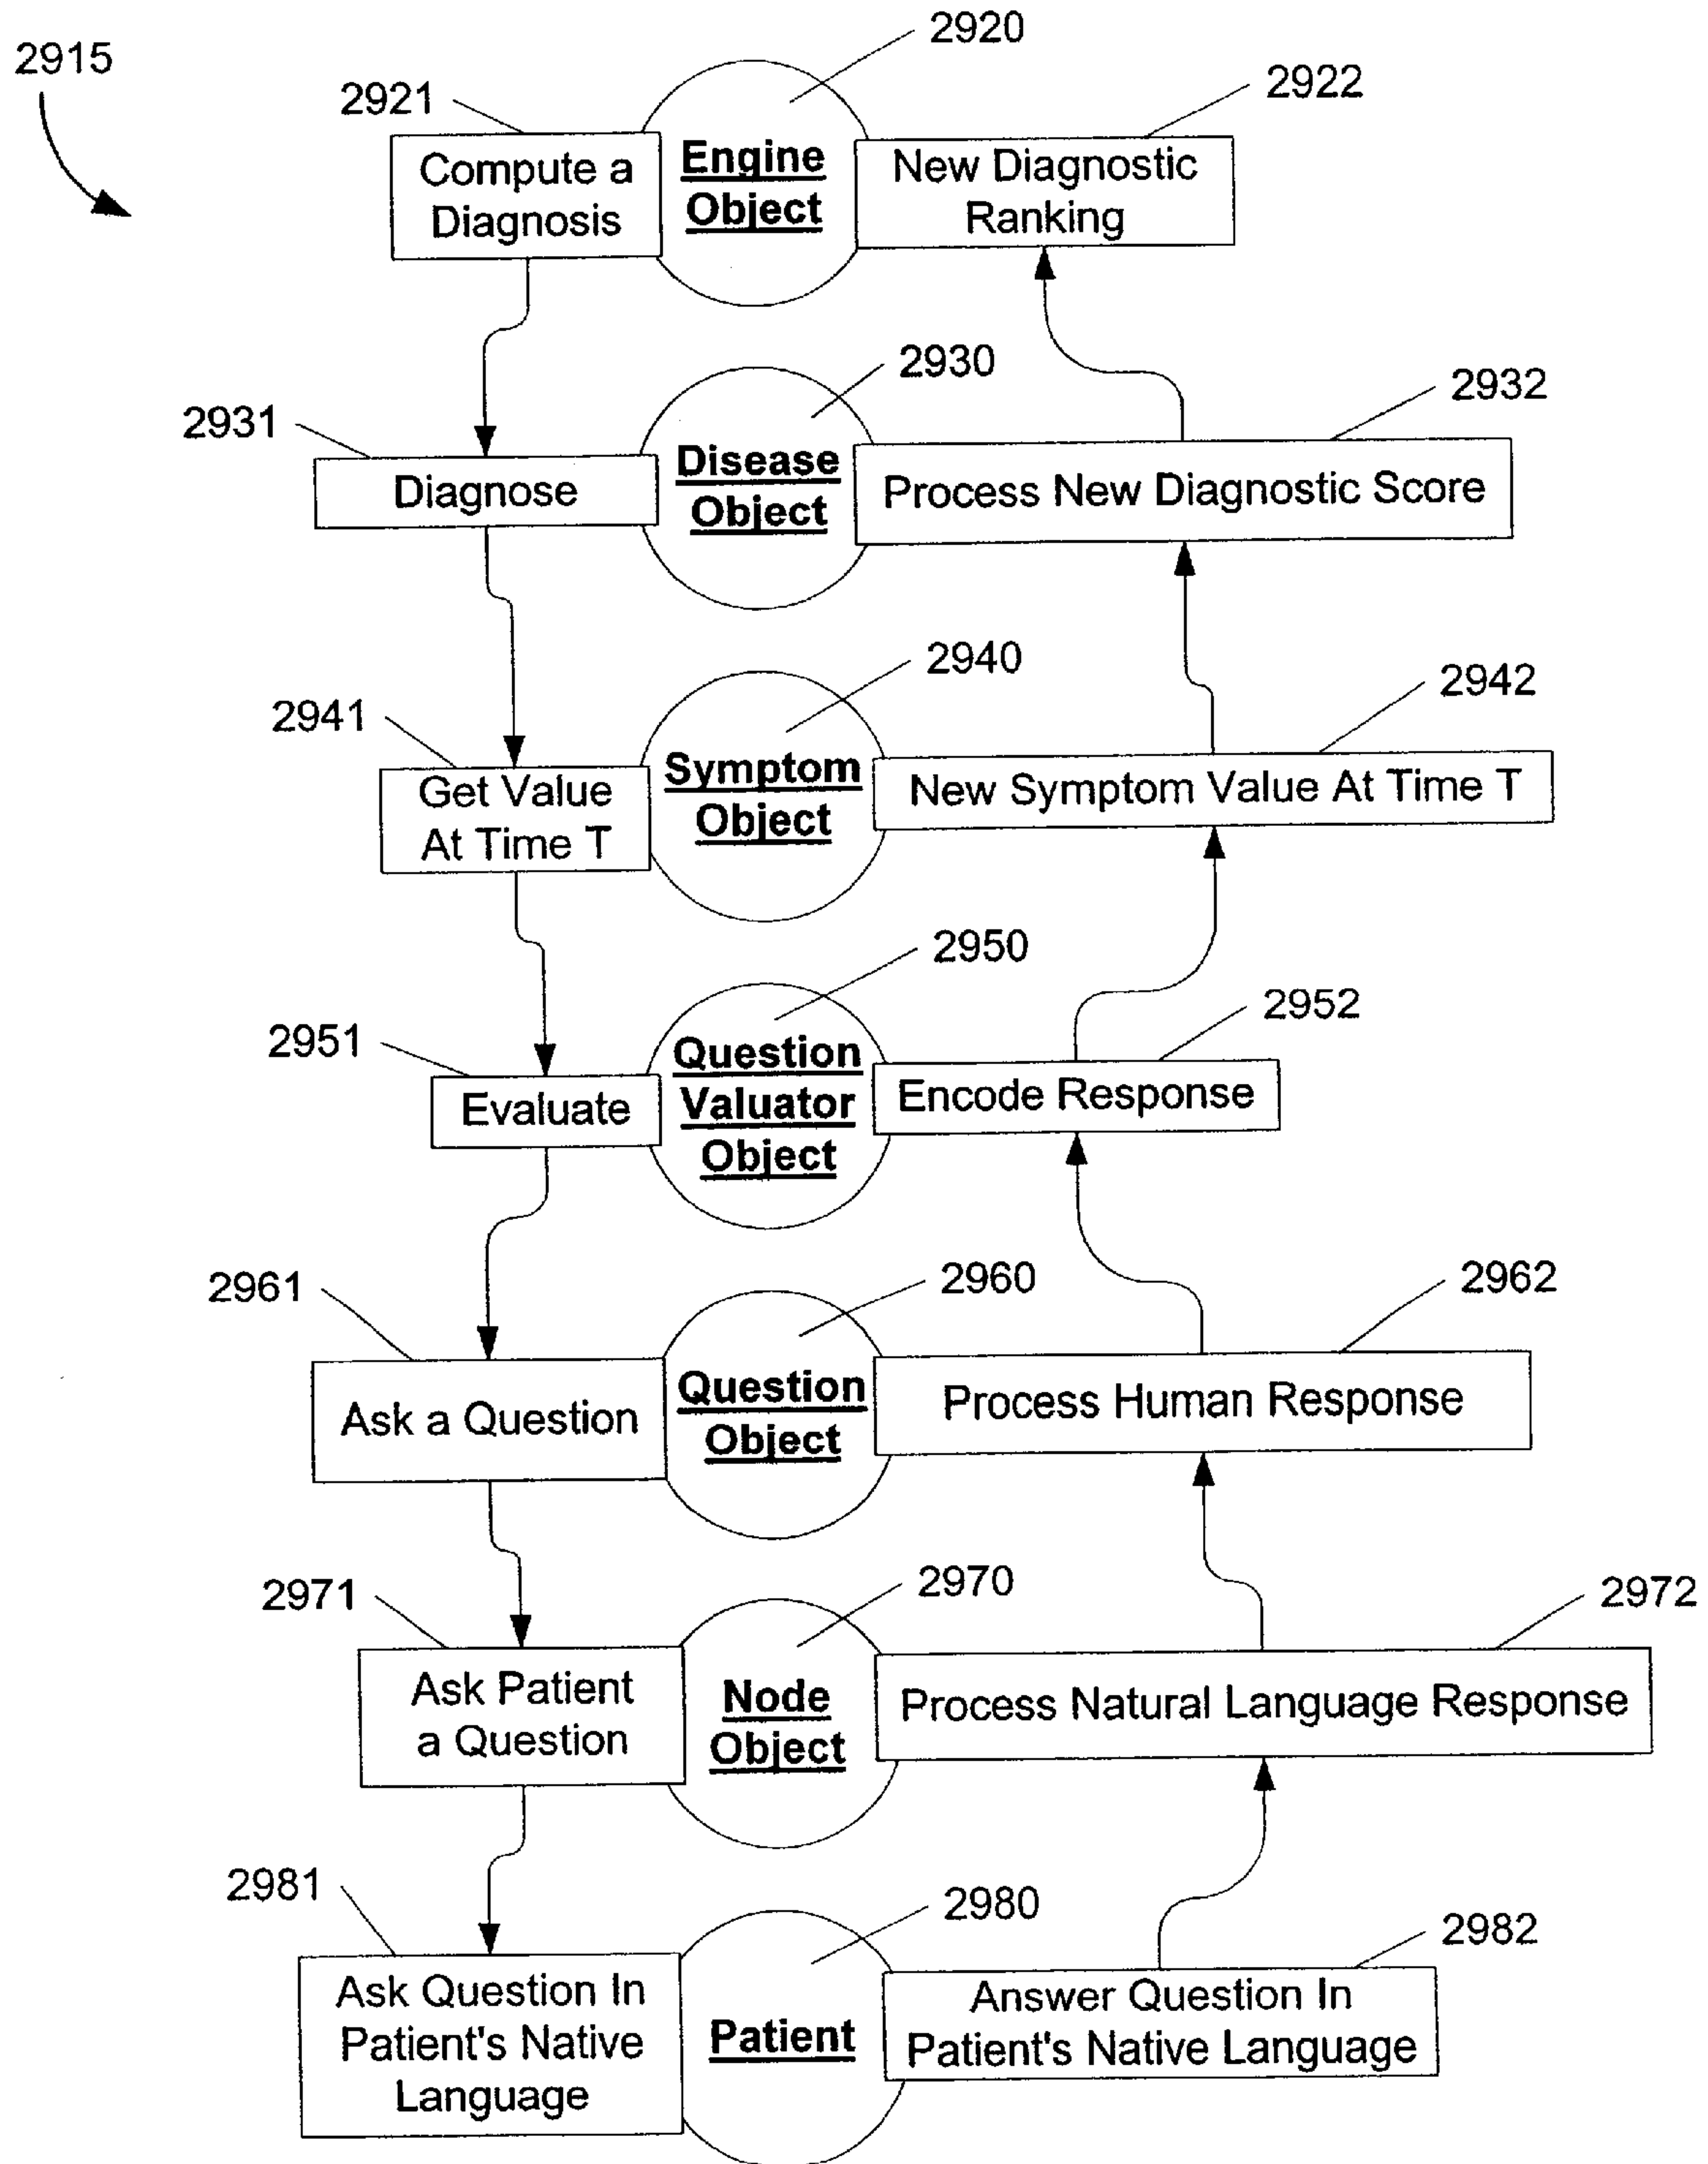 2920
2915
2921
2922
Compute a
Diagnosis
Engine
Object
New Diagnostic
Ranking
2930
2931
2932
Diagnose
Disease
Object
Process New Diagnostic Score
2940
2941
2942
Get Value
At Time T
Symptom
Object
New Symptom Value At Time T
2950
2951
2952
Evaluate
Question
Valuator
Object
Encode Response
2960
2961
2962
Ask a Question
Question
Object
Process Human Response
2970
2971
2972
Ask Patient
a Question
Node
Object
Process Natural Language Response
2980
2981
2982
Ask Question In
Patient's Native
Language
Patient
Answer Question In
Patient's Native Language